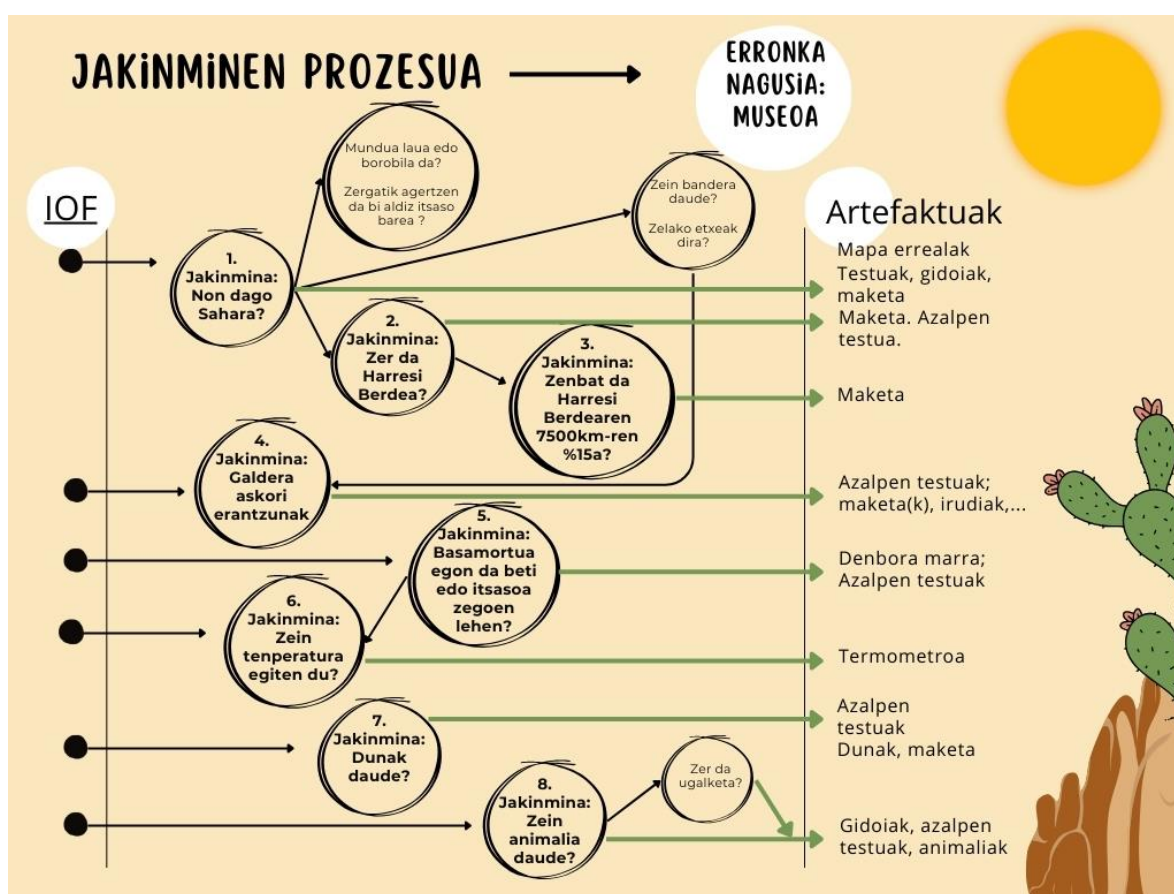 JAKiNMiNEN PROZESUA
ERRONKA
NAGUSiA:
MUSEOA
IOF
Artefaktuak
Mundua laua edo
borobila da?
Zergatik agertzen
da bi aldiz itsaso
barea ?
Zein bandera
daude?
Zelako etxeak
dira?
1.
Jakinmina:
Non dago
Sahara?
Mapa errealak
Testuak, gidoiak,
maketa
2.
Jakinmina:
Zer da
Harresi
Berdea?
Maketa. Azalpen
testua.
3.
Jakinmina:
Zenbat da
Harresi
Berdearen
7500km-ren
%15a?
Maketa
4.
Jakinmina:
Galdera
askori
erantzunak
Azalpen testuak;
maketa(k), irudiak,...
5.
Jakinmina:
Basamortua
egon da beti
edo itsasoa
zegoen
lehen?
Denbora marra;
Azalpen testuak
6.
Jakinmina:
Zein
tenperatura
egiten du?
Termometroa
7.
Jakinmina:
Dunak
daude?
Azalpen
testuak
Dunak, maketa
8.
Jakinmina:
Zein
animalia
daude?
Zer da
ugalketa?
Gidoiak, azalpen
testuak, animaliak